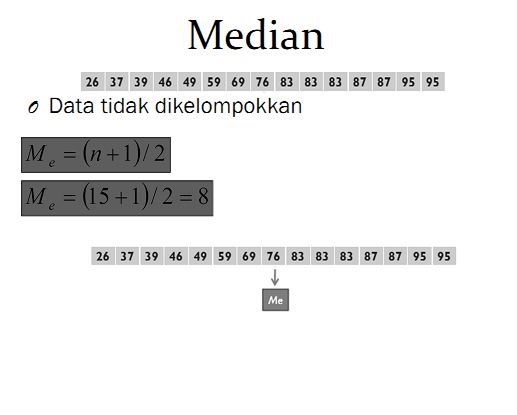 Median
26 37 39 46 49 59 69 76 83 83 83 87 87 95 95
Data tidak dikelompokkan
M e = (n + 1) / 2
M e = (15 + 1) / 2 = 8
26 37 39 46 49 59 69 76 83 83 83 87 87 95 95
Me